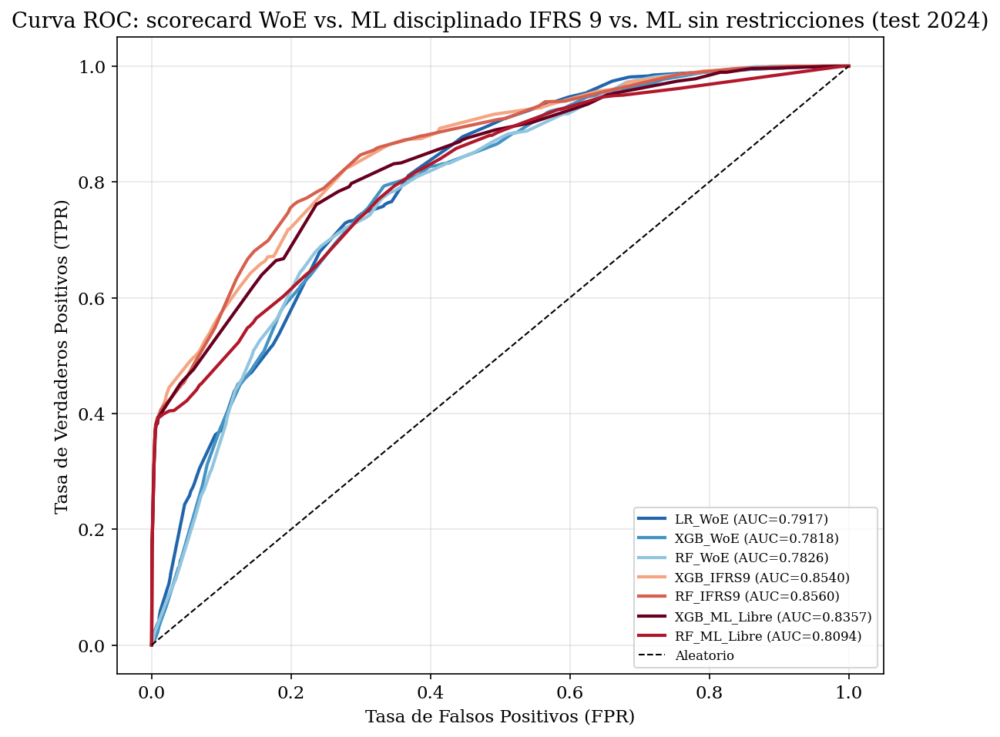 Curva ROC: scorecard WoE vs. ML disciplinado IFRS 9 vs. ML sin restricciones (test 2024)
Tasa de Verdaderos Positivos (TPR)
1.0
0.8
0.6
0.4
0.2
0.0
LR_WoE (AUC=0.7917)
XGB_WoE (AUC=0.7818)
RF_WoE (AUC=0.7826)
XGB_IFRS9 (AUC=0.8540)
RF_IFRS9 (AUC=0.8560)
XGB_ML_Libre (AUC=0.8357)
RF_ML_Libre (AUC=0.8094)
Aleatorio
0.0 0.2 0.4 0.6 0.8 1.0
Tasa de Falsos Positivos (FPR)